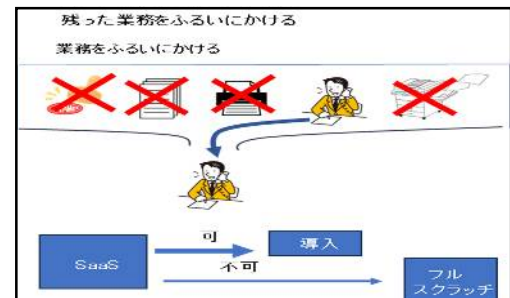 残った業務をふるいにかける
業務をふるいにかける
可
導入
SaaS
不可
フル
スクラッチ